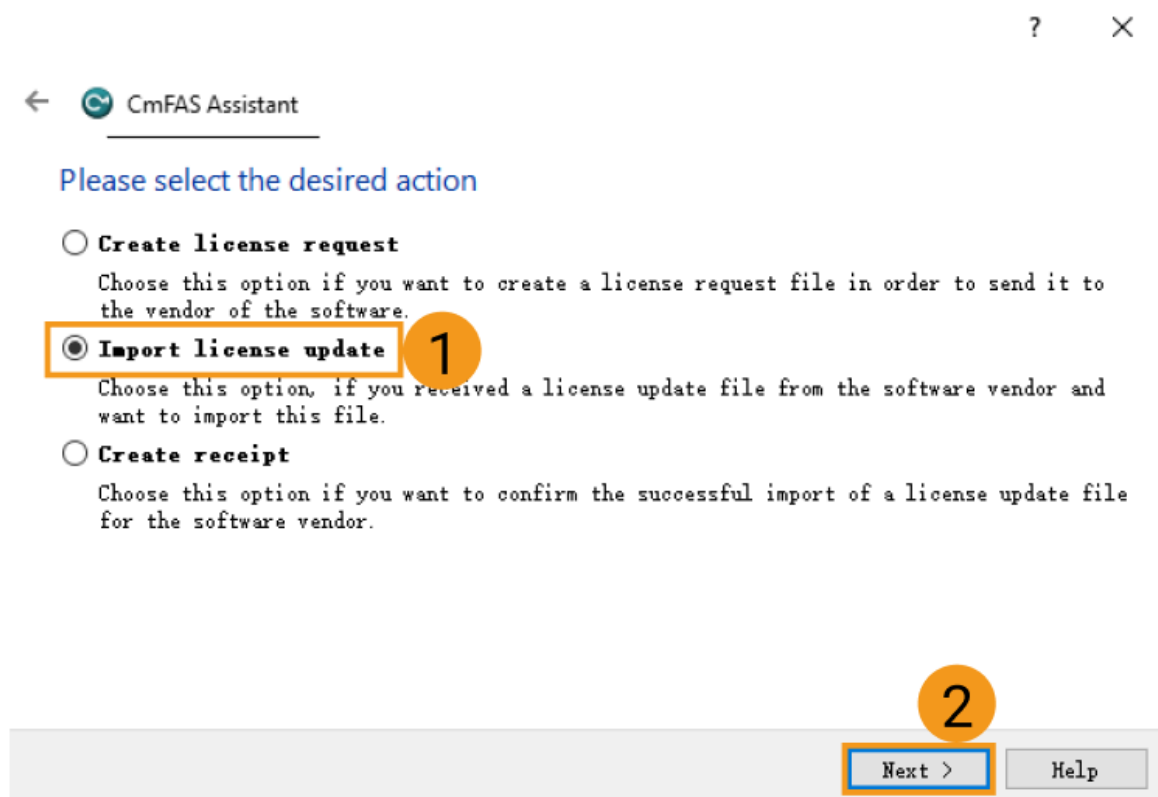 ?
CmFAS Assistant
Please select the desired action
Create license request
Choose this option if you want to create a license request file in order to send it to
the vendor of the software.
Import license update
1
Choose this option, if you received a license update file from the software vendor and
want to import this file.
Create receipt
Choose this option if you want to confirm the successful import of a license update file
for the software vendor.
2
Next >
Help